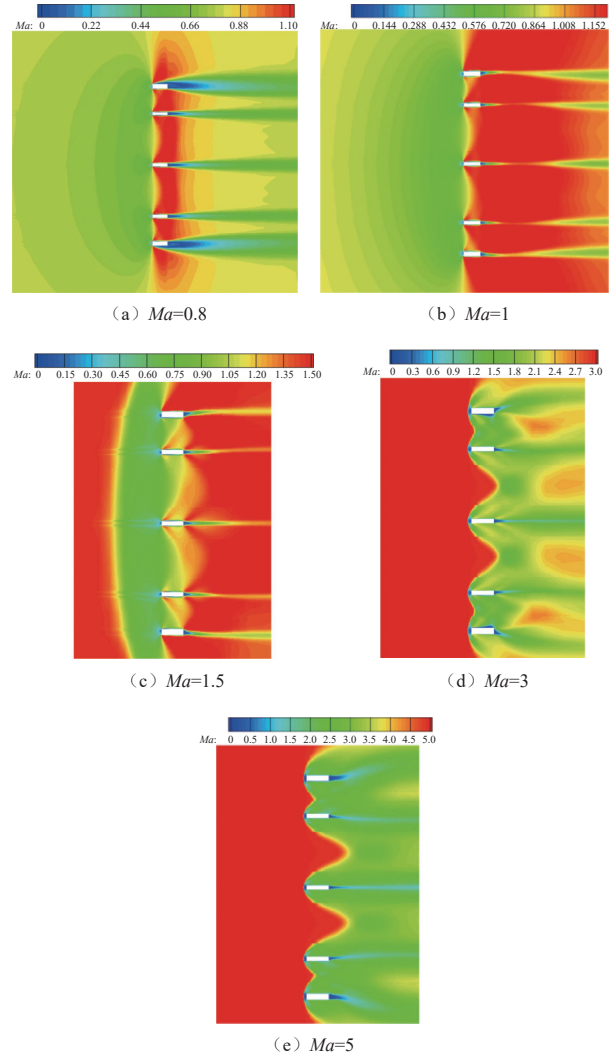 Ma: 0 0.22 0.44 0.66 0.88 1.10
Ma: 0 0.144 0.288 0.432 0.576 0.720 0.864 1.008 1.152
（a）Ma=0.8
（b）Ma=1
Ma: 0 0.15 0.30 0.45 0.60 0.75 0.90 1.05 1.20 1.35 1.50
Ma: 0 0.3 0.6 0.9 1.2 1.5 1.8 2.1 2.4 2.7 3.0
（c）Ma=1.5
（d）Ma=3
Ma: 0 0.5 1.0 1.5 2.0 2.5 3.0 3.5 4.0 4.5 5.0
（e）Ma=5